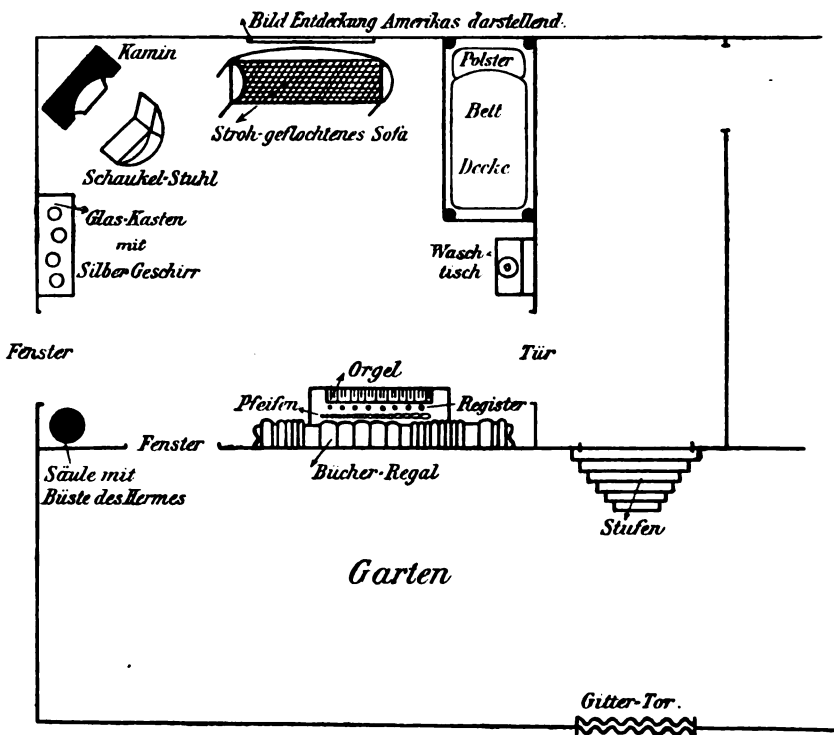 Bild Entdeckung Amerikas darstellend.
Kamin
Polster
Stroh-geflochtenes Sofa
Bett
Decke
Schaukel-Stuhl
Glas-Kasten
mit
Silber Geschirr
Wasch-
tisch
Fenster
Tür
Orgel
Pfeifen
Register
Fenster
Bücher-Regal
Säule mit
Büste des Hermes
Stufen
Garten
Gitter-Tor.